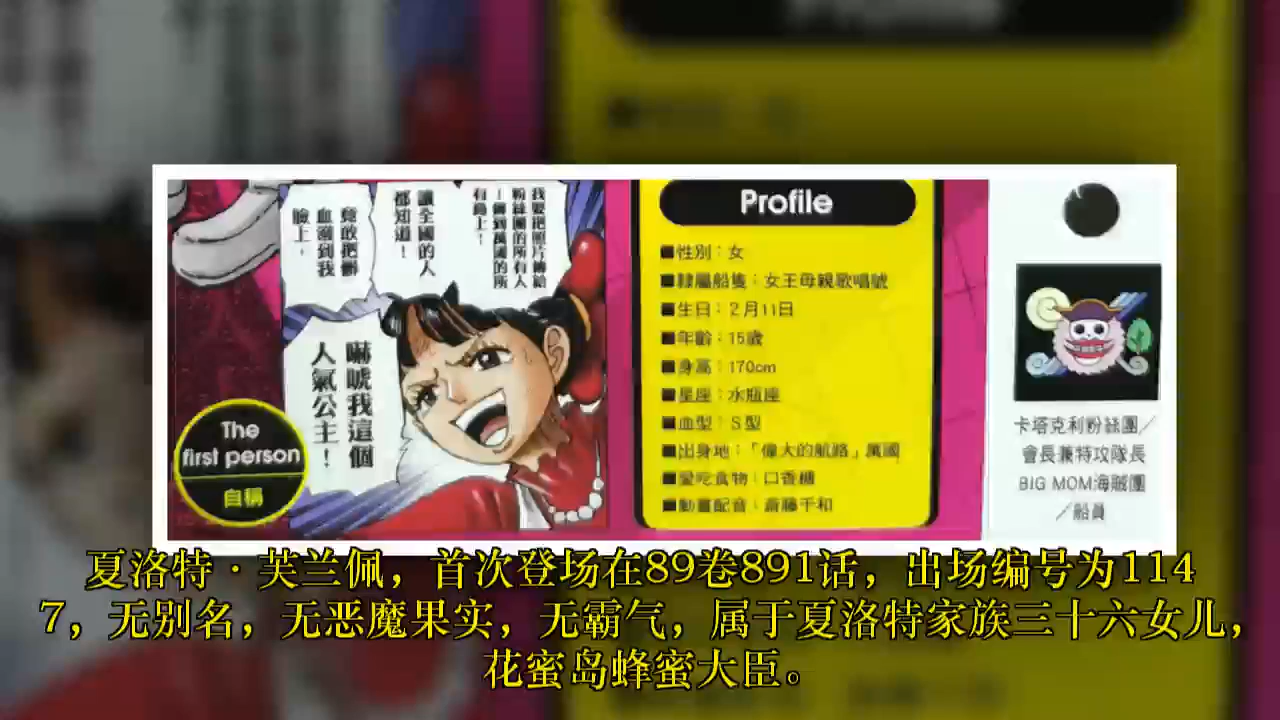 我要把照片傳給
粉絲團的所有人
有島上！
讓全國的人
都知道！
竟敢把髒
血濺到我
臉上，
嚇唬我這個
人氣公主！
The
first person
自稱
Profile
■性別：女
■隸屬船隻：女王母親歌唱號
■生日：2月11日
■年齡：15歲
■身高：170cm
■星座：水瓶座
■血型：S型
■出身地：「偉大的航路」萬國
■愛吃食物：口香糖
■動畫配音：齋藤千和
卡塔克利粉絲團／
會長兼特攻隊長
BIG MOM海賊團
／船員
夏洛特·芙兰佩，首次登场在89卷891话，出场编号为114
7，无别名，无恶魔果实，无霸气，属于夏洛特家族三十六女儿，
花蜜岛蜂蜜大臣。